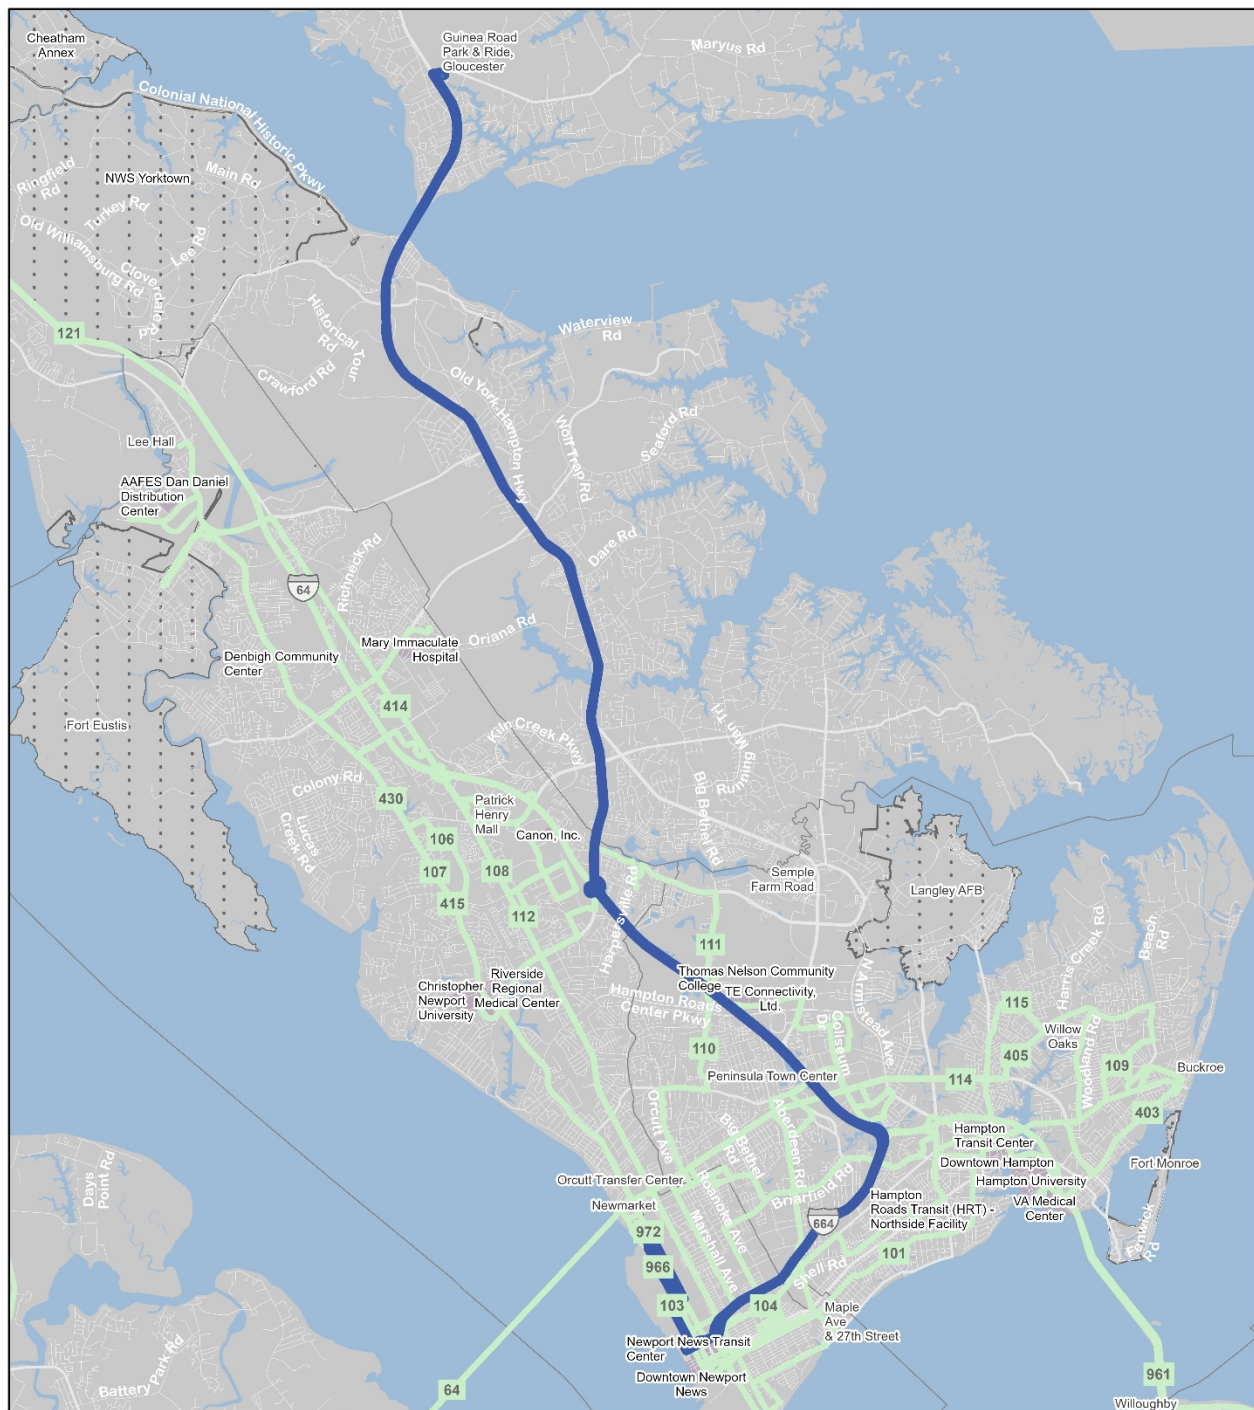 Cheatham
Annex
Guinea Road
Park & Ride,
Gloucester
Maryus Rd
Colonial National Historic Pkwy
Ringfield
Rd
NWS Yorktown
Main Rd
Turkey Rd
Old Williamsburg Rd
Lee Rd
Cloverdale
Rd
121
Historical Tour
Rd
Crawford Rd
Waterview
Rd
Old York-Hampton Hwy
Wolf Trap Rd
Seaford Rd
Lee Hall
AAFES Dan Daniel
Distribution
Center
64
Richneck Rd
Dare Rd
Mary Immaculate
Hospital
Oriana Rd
Denbigh Community
Center
Fort Eustis
414
Kiln Creek Pkwy
Running Man Trl
Big Bethel Rd
Colony Rd
430
Lucas
Creek Rd
Patrick
Henry
Mall
Canon, Inc.
106
107
108
415
112
Semple
Farm Road
Langley AFB
Harpersville Rd
111
N Armistead Ave
Harris Creek Rd
Beach
Rd
Christopher
Newport
University
Riverside
Regional
Medical Center
Thomas Nelson Community
College
TE Connectivity,
Ltd.
Hampton Roads
Center Pkwy
Coliseum
Dr
115
Willow
Oaks
405
Woodland Rd
109
110
Peninsula Town Center
114
Buckroe
403
Orcutt Ave
Big Bethel
Rd
Aberdeen Rd
Hampton
Transit Center
Downtown Hampton
Hampton University
Fort Monroe
VA Medical
Center
Days
Point Rd
Orcutt Transfer Center
Newmarket
Roanoke Ave
Briarfield Rd
Hampton
Roads Transit (HRT) -
Northside Facility
Fenwick
Rd
664
972
966
Marshall Ave
Shell Rd
101
103
104
Maple
Ave
& 27th Street
Newport News Transit
Center
Downtown Newport
News
Battery Park Rd
64
961
Willoughby